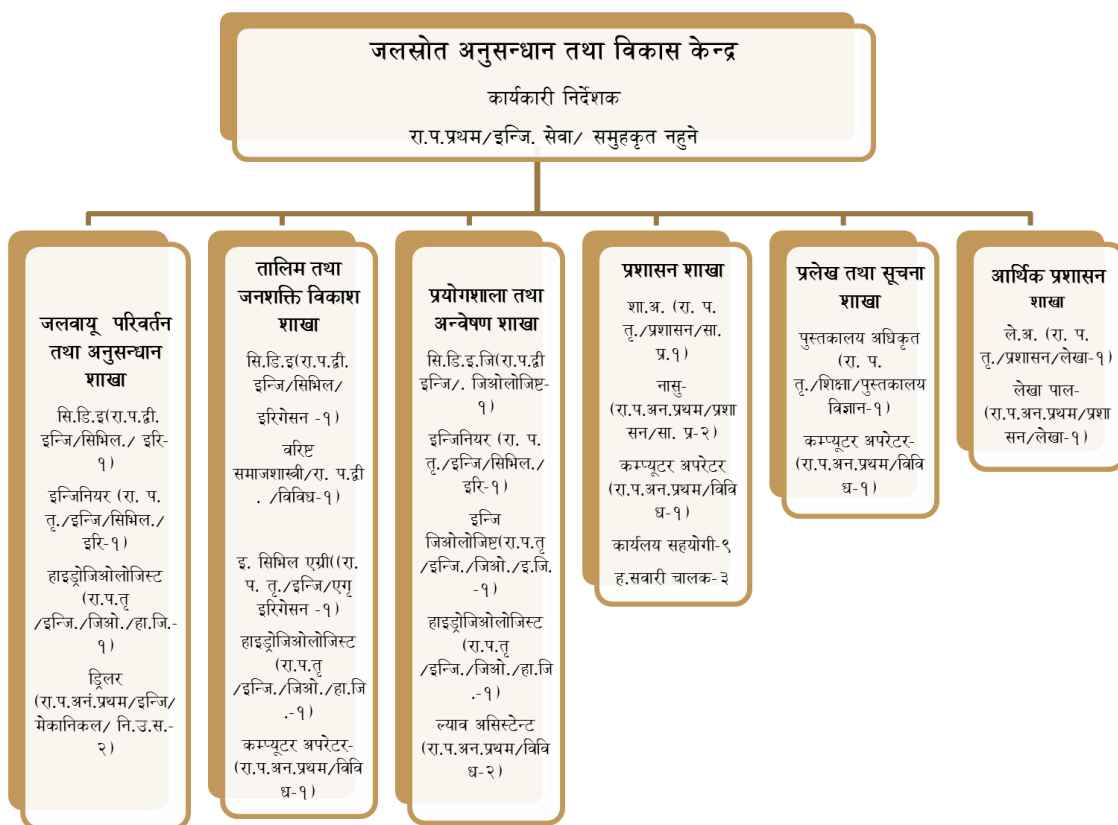 जलस्रोत अनुसन्धान तथा विकास केन्द्र
कार्यकारी निर्देशक
रा.प.प्रथम/इन्जि. सेवा/ समुहकृत नहुने
जलवायू परिवर्तन
तथा अनुसन्धान
शाखा
सि.डि.इ(रा.प.द्वी.
इन्जि/सिभिल./ इरि-
१)
इन्जिनियर (रा. प.
तृ./इन्जि/सिभिल./
इरि-१)
हाइड्रोजिओलोजिस्ट
(रा.प.तृ
/इन्जि./जिओ./हा.जि.-
१)
ड्रिलर
(रा.प.अनं.प्रथम/इन्जि/
मेकानिकल/ नि.उ.स.-
२)
तालिम तथा
जनशक्ति विकाश
शाखा
सि.डि.इ(रा.प.द्वी.
इन्जि/सिभिल/
इरिगेसन -१)
वरिष्ट
समाजशास्त्री/रा. प.द्वी
. /विविध-१)
इ. सिभिल एग्री((रा.
प. तृ./इन्जि/एगृ
इरिगेसन -१)
हाइड्रोजिओलोजिस्ट
(रा.प.तृ
/इन्जि./जिओ./हा.जि
.-१)
कम्प्यूटर अपरेटर-
(रा.प.अन.प्रथम/विवि
ध-१)
प्रयोगशाला तथा
अन्वेषण शाखा
सि.डि.इ.जि(रा.प.द्वी
इन्जि/. जिओलोजिष्ट-
१)
इन्जिनियर (रा. प.
तृ./इन्जि/सिभिल./
इरि-१)
इन्जि
जिओलोजिष्ट(रा.प.तृ
/इन्जि./जिओ./इ.जि.
-१)
हाइड्रोजिओलोजिस्ट
(रा.प.तृ
/इन्जि./जिओ./हा.जि
.-१)
ल्याव असिस्टेन्ट
(रा.प.अन.प्रथम/विवि
ध-२)
प्रशासन शाखा
शा.अ. (रा. प.
तृ./प्रशासन/सा.
प्र.१)
नासु-
(रा.प.अन.प्रथम/प्रशा
सन/सा. प्र-२)
कम्प्यूटर अपरेटर
(रा.प.अन.प्रथम/विवि
ध-१)
कार्यलय सहयोगी-९
ह.सवारी चालक-३
प्रलेख तथा सूचना
शाखा
पुस्तकालय अधिकृत
(रा. प.
तृ./शिक्षा/पुस्तकालय
विज्ञान-१)
कम्प्यूटर अपरेटर-
(रा.प.अन.प्रथम/विवि
ध-१)
आर्थिक प्रशासन
शाखा
ले.अ. (रा. प.
तृ./प्रशासन/लेखा-१)
लेखा पाल-
(रा.प.अन.प्रथम/प्रशा
सन/लेखा-१)